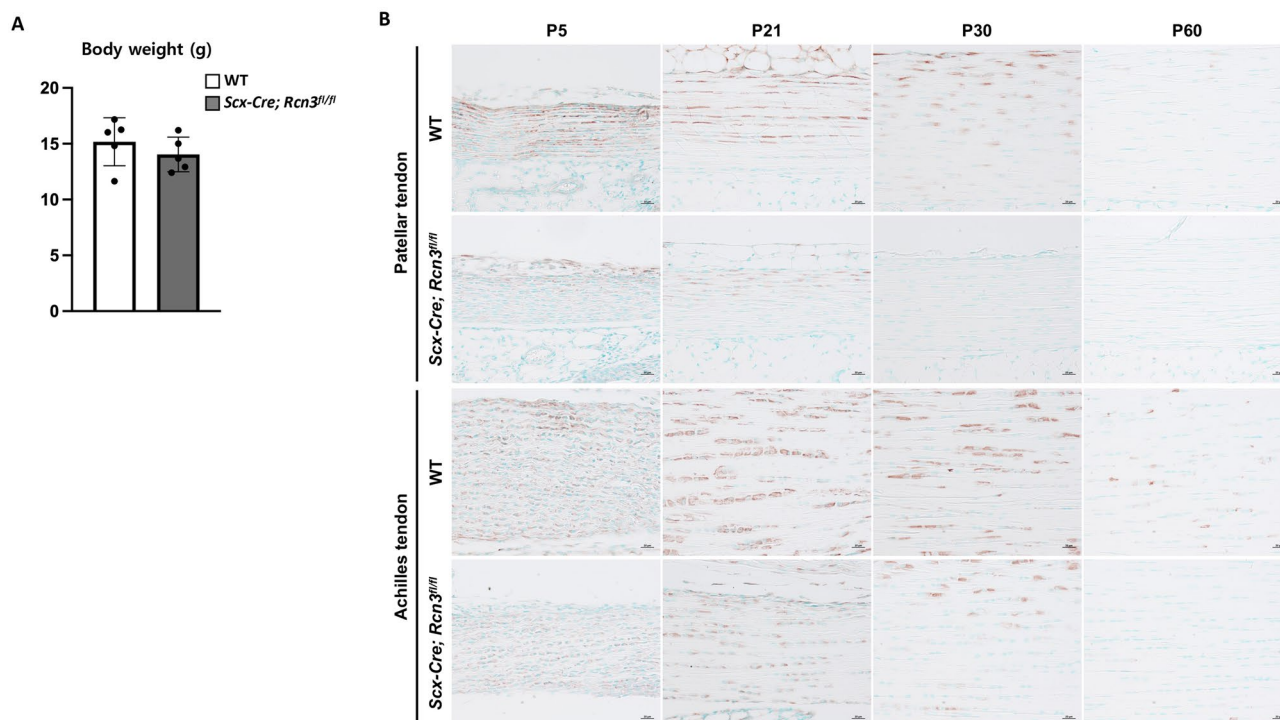 A
Body weight (g)
WT
Scx-Cre; Rcn3fl/fl
20
15
10
5
0
B
P5
P21
P30
P60
Patellar tendon
WT
Scx-Cre; Rcn3fl/fl
Achilles tendon
WT
Scx-Cre; Rcn3fl/fl